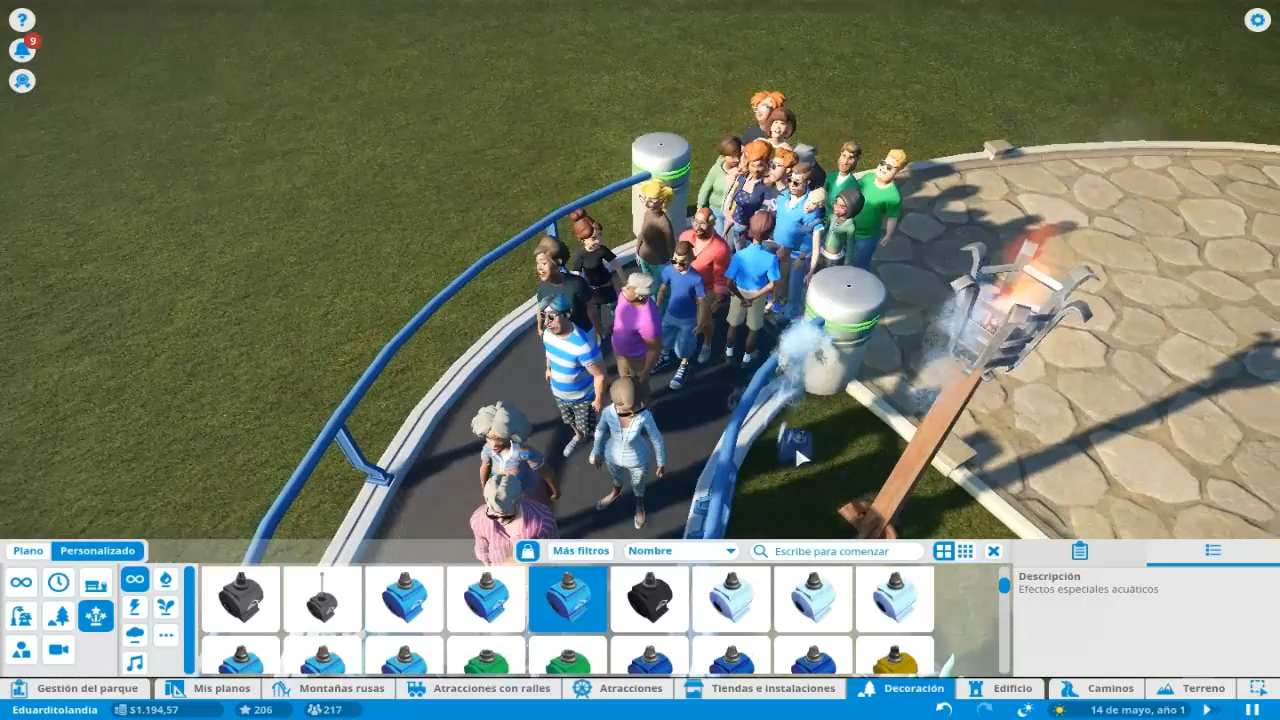 ?
9
Plano
Personalizado
Más filtros
Nombre
Escribe para comenzar
Descripción
Efectos especiales acuáticos
Gestión del parque
Mis planos
Montañas rusas
Atracciones con raíles
Atracciones
Tiendas e instalaciones
Decoración
Edificio
Caminos
Terreno
Eduarditolandia
$1.194,57
206
217
14 de mayo, año 1